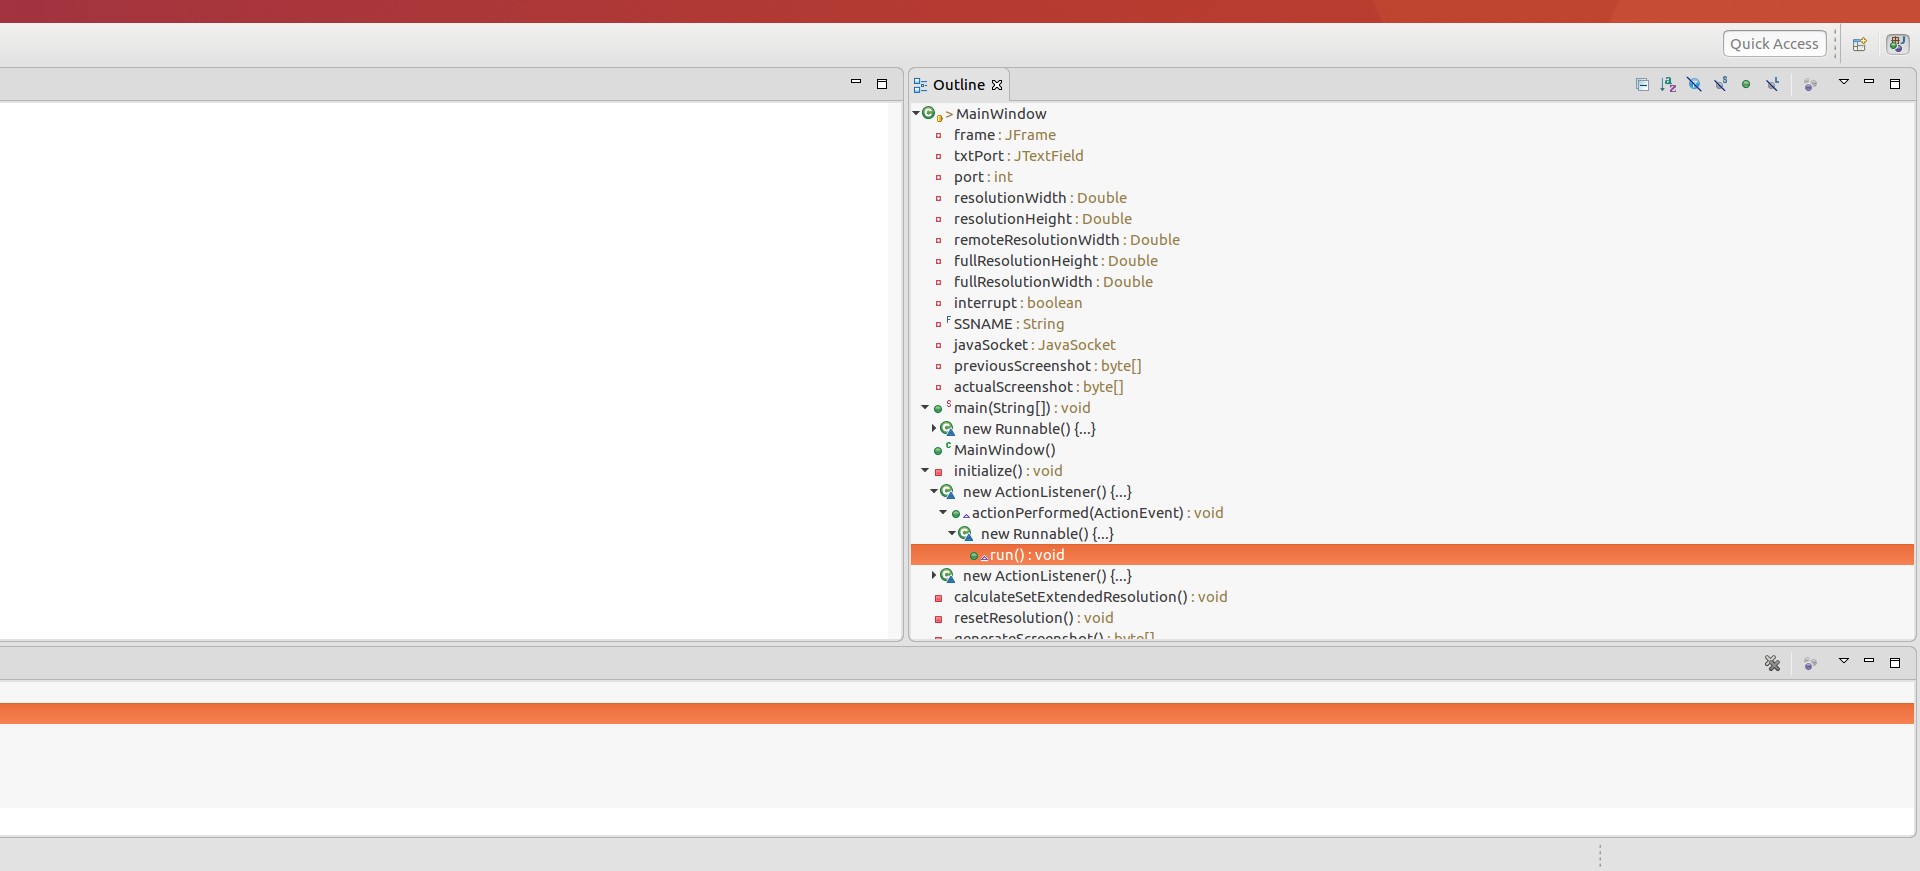 Quick Access
Outline
> MainWindow
frame : JFrame
txtPort : JTextField
port : int
resolutionWidth : Double
resolutionHeight : Double
remoteResolutionWidth : Double
fullResolutionHeight : Double
fullResolutionWidth : Double
interrupt : boolean
F SSNAME : String
javaSocket : JavaSocket
previousScreenshot : byte[]
actualScreenshot : byte[]
S main(String[]) : void
new Runnable() {...}
C MainWindow()
initialize() : void
new ActionListener() {...}
actionPerformed(ActionEvent) : void
new Runnable() {...}
run() : void
new ActionListener() {...}
calculateSetExtendedResolution() : void
resetResolution() : void
generateScreenshot() : byte[]